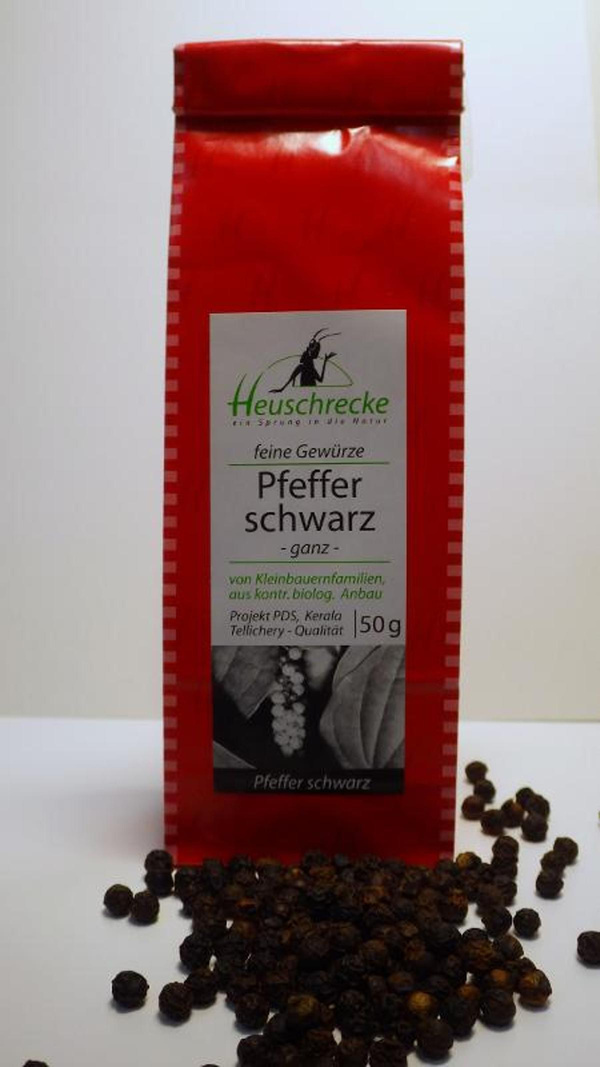 Heuschrecke
ein Sprung in die Natur
feine Gewürze
Pfeffer
schwarz
- ganz -
von Kleinbauernfamilien,
aus kontr. biolog. Anbau
Projekt PDS, Kerala
Tellichery - Qualität
50 g
Pfeffer schwarz